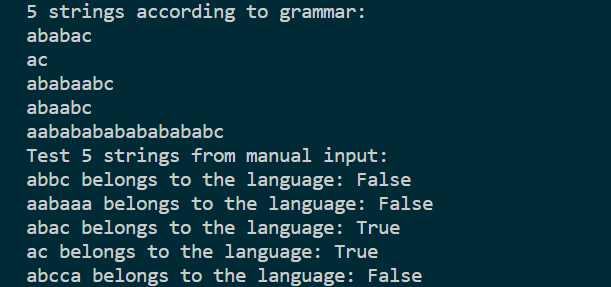 5 strings according to grammar:
ababac
ac
ababaabc
abaabc
aabababababababababc
Test 5 strings from manual input:
abbc belongs to the language: False
aabaaa belongs to the language: False
abac belongs to the language: True
ac belongs to the language: True
abcca belongs to the language: False